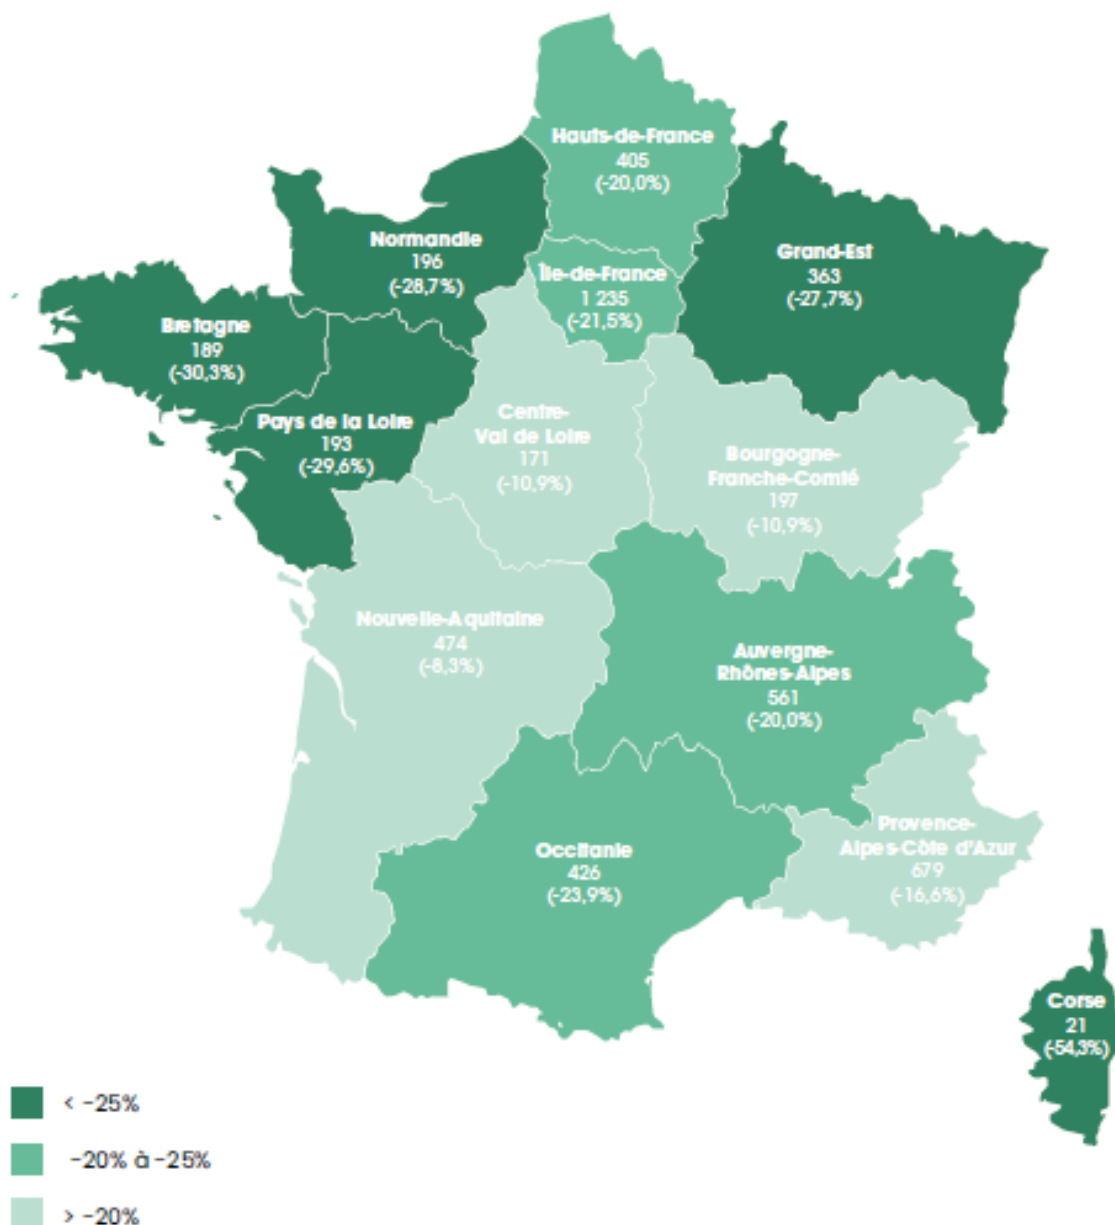 Hauts-de-France
405
(-20,0%)
Normandie
196
(-28,7%)
Grand-Est
363
(-27,7%)
Île-de-France
1 235
(-21,5%)
Bretagne
189
(-30,3%)
Pays de la Loire
193
(-29,6%)
Centre-
Val de Loire
171
(-10,9%)
Bourgogne-
Franche-Comté
197
(-10,9%)
Nouvelle-Aquitaine
474
(-8,3%)
Auvergne-
Rhônes-Alpes
561
(-20,0%)
Provence-
Alpes-Côte d'Azur
679
(-16,6%)
Occitanie
426
(-23,9%)
Corse
21
(-54,3%)
< -25%
-20% à -25%
> -20%